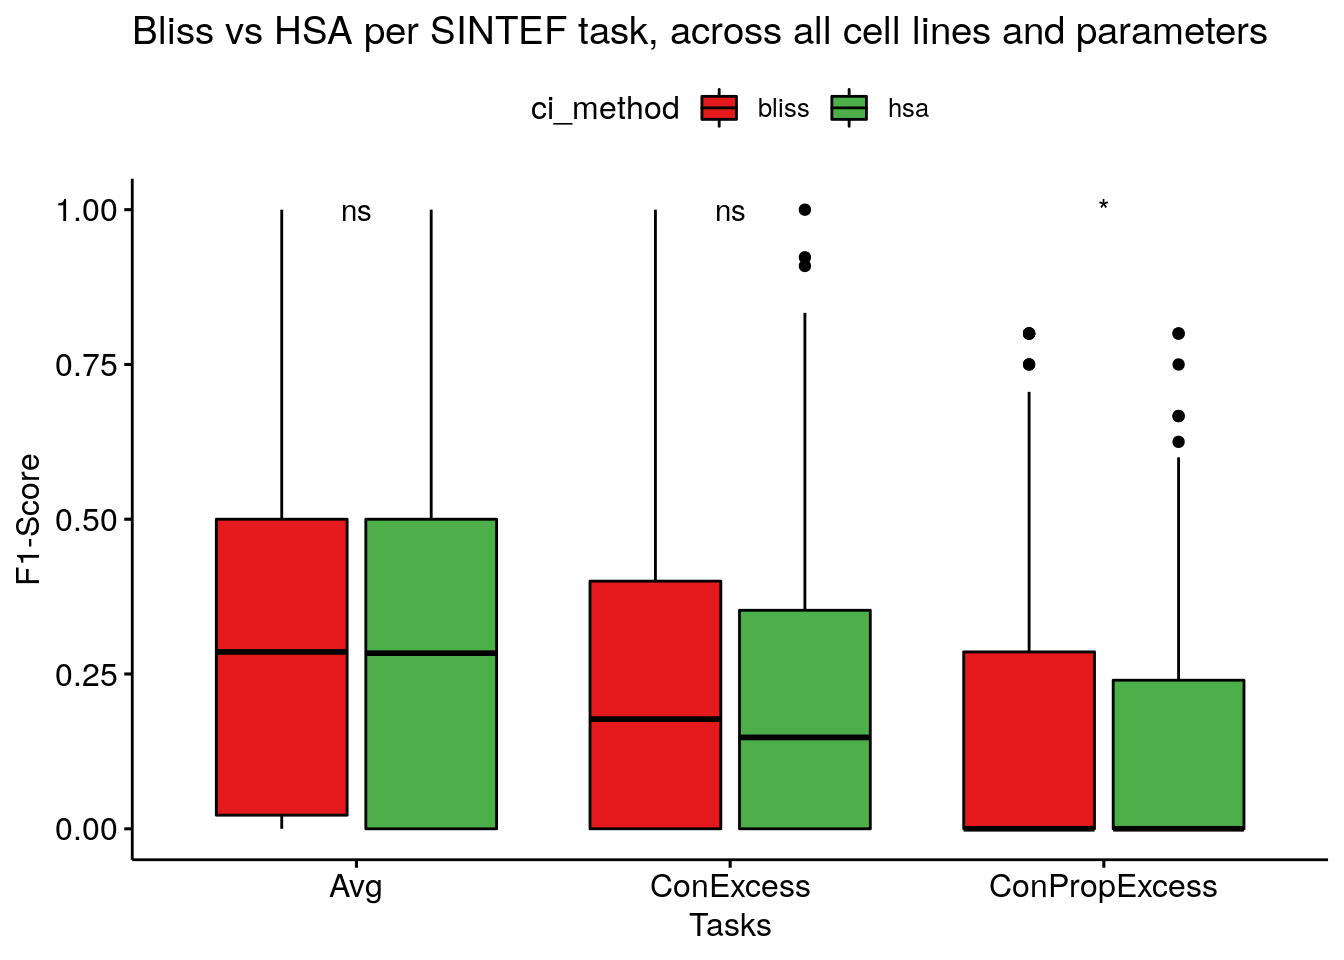 Bliss vs HSA per SINTEF task, across all cell lines and parameters
ci_method bliss hsa
1.00
0.75
0.50
0.25
0.00
F1-Score
ns ns *
Avg ConExcess ConPropExcess
Tasks